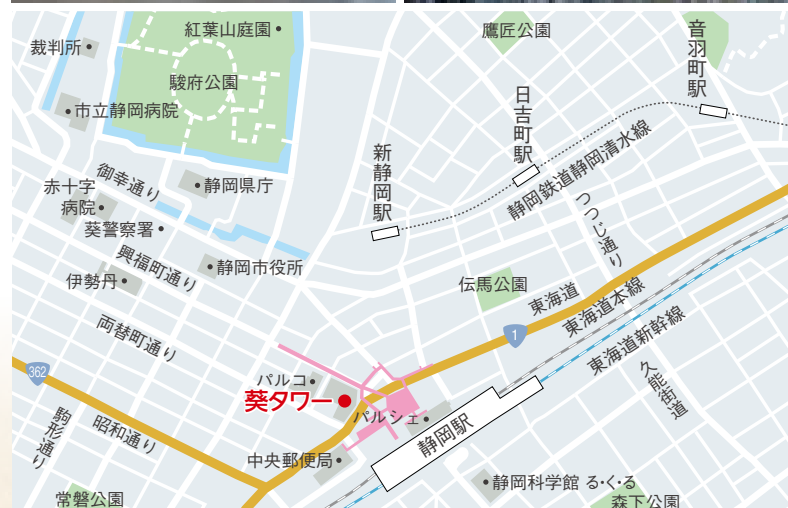 紅葉山庭園
裁判所
駿府公園
市立静岡病院
鷹匠公園
音羽町駅
日吉町駅
新静岡駅
静岡鉄道静岡清水線
つつじ通り
御幸通り
赤十字
病院
静岡県庁
葵警察署
興福町通り
静岡市役所
伊勢丹
伝馬公園
東海道
東海道本線
東海道新幹線
両替町通り
1
362
パルコ
葵タワー
パルシェ
静岡駅
久能街道
駒形通り
昭和通り
中央郵便局
常磐公園
静岡科学館 る・く・る
森下公園